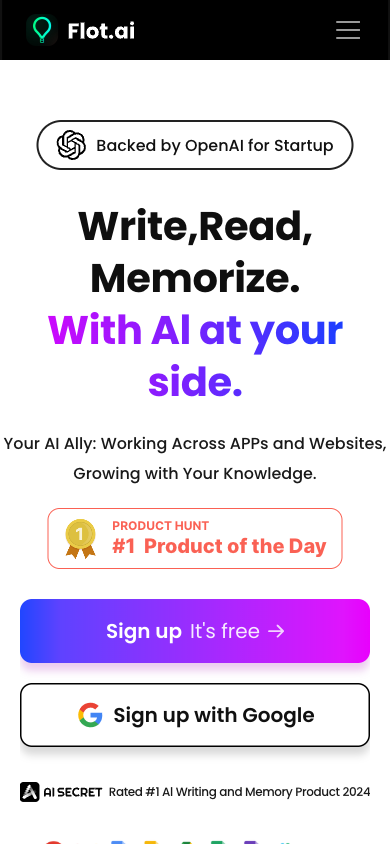 Flot.ai
Backed by OpenAI for Startup
Write,Read,
Memorize.
With AI at your
side.
Your AI Ally: Working Across APPs and Websites,
Growing with Your Knowledge.
1
PRODUCT HUNT
#1 Product of the Day
Sign up It's free →
Sign up with Google
AI SECRET Rated #1 AI Writing and Memory Product 2024